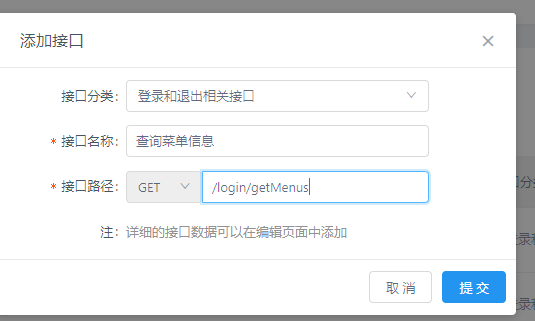 添加接口
接口分类： 登录和退出相关接口
* 接口名称： 查询菜单信息
* 接口路径： GET /login/getMenus
注： 详细的接口数据可以在编辑页面中添加
取 消 提 交